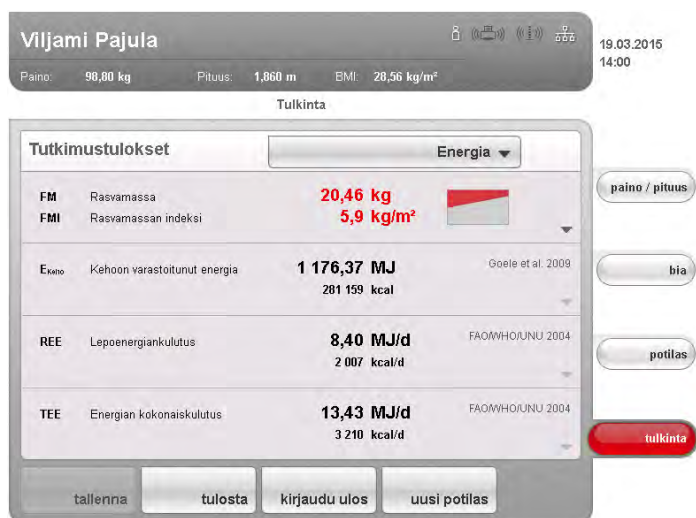 Viljami Pajula
19.03.2015
14:00
Paino: 98,80 kg Pituus: 1,860 m BMI: 28,56 kg/m²
Tulkinta
Tutkimustulokset Energia
FM Rasvamassa 20,46 kg
FMI Rasvamassan indeksi 5,9 kg/m²
EKeho Kehoon varastoitunut energia 1 176,37 MJ Goele et al. 2009
281 159 kcal
REE Lepoenergiankulutus 8,40 MJ/d FAO/WHO/UNU 2004
2 007 kcal/d
TEE Energian kokonaiskulutus 13,43 MJ/d FAO/WHO/UNU 2004
3 210 kcal/d
paino / pituus
bia
potilas
tulkinta
tallenna tulosta kirjaudu ulos uusi potilas